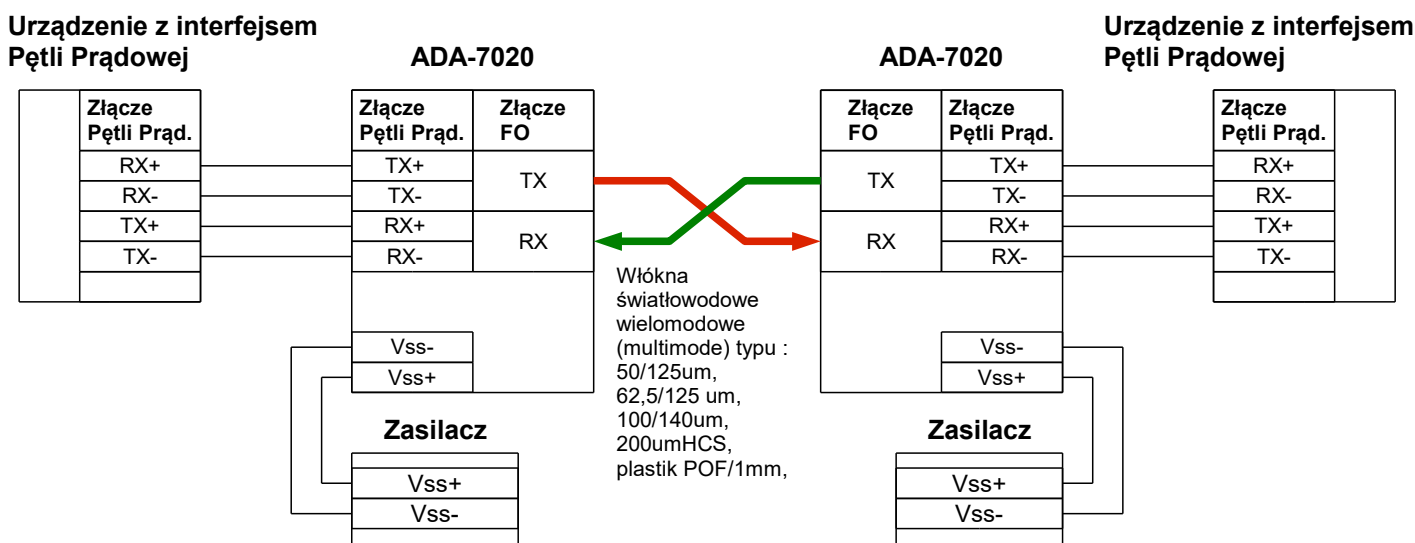 Urządzenie z interfejsem
Pętli Prądowej
ADA-7020
ADA-7020
Urządzenie z interfejsem
Pętli Prądowej
Złącze
Pętli Prąd.
RX+
RX-
TX+
TX-
Złącze
Pętli Prąd.
TX+
TX-
RX+
RX-
Złącze
FO
TX
RX
Vss-
Vss+
Zasilacz
Vss+
Vss-
Włókna
światłowodowe
wielomodowe
(multimode) typu :
50/125um,
62,5/125 um,
100/140um,
200umHCS,
plastik POF/1mm,
Złącze
FO
TX
RX
Złącze
Pętli Prąd.
TX+
TX-
RX+
RX-
Vss-
Vss+
Zasilacz
Vss+
Vss-
Złącze
Pętli Prąd.
RX+
RX-
TX+
TX-